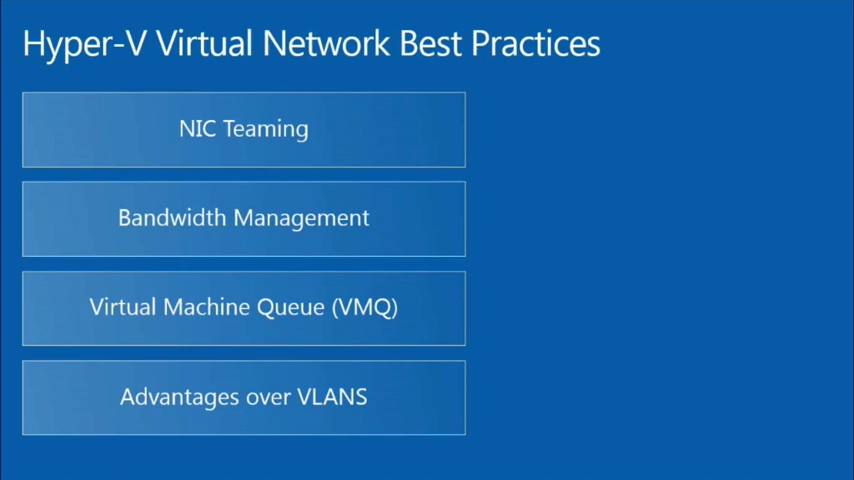 Hyper-V Virtual Network Best Practices
NIC Teaming
Bandwidth Management
Virtual Machine Queue (VMQ)
Advantages over VLANS